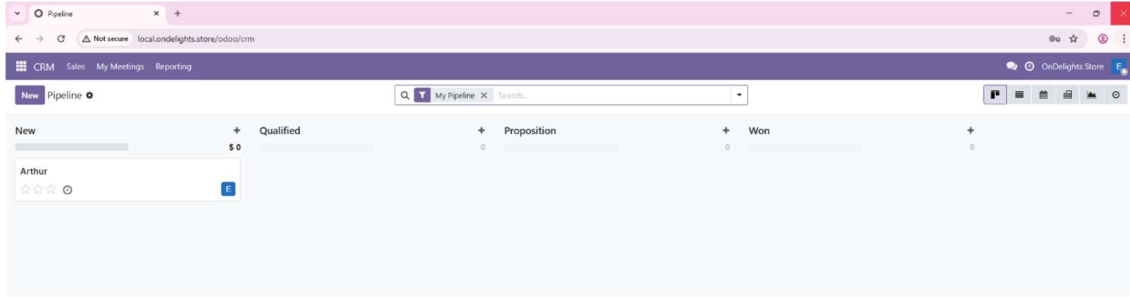 Pipeline
Not secure local.ondelights.store/odoo/crm
CRM Sales My Meetings Reporting OnDelights Store E
New Pipeline My Pipeline Search...
New Qualified Proposition Won
$ 0 0 0 0
Arthur
E